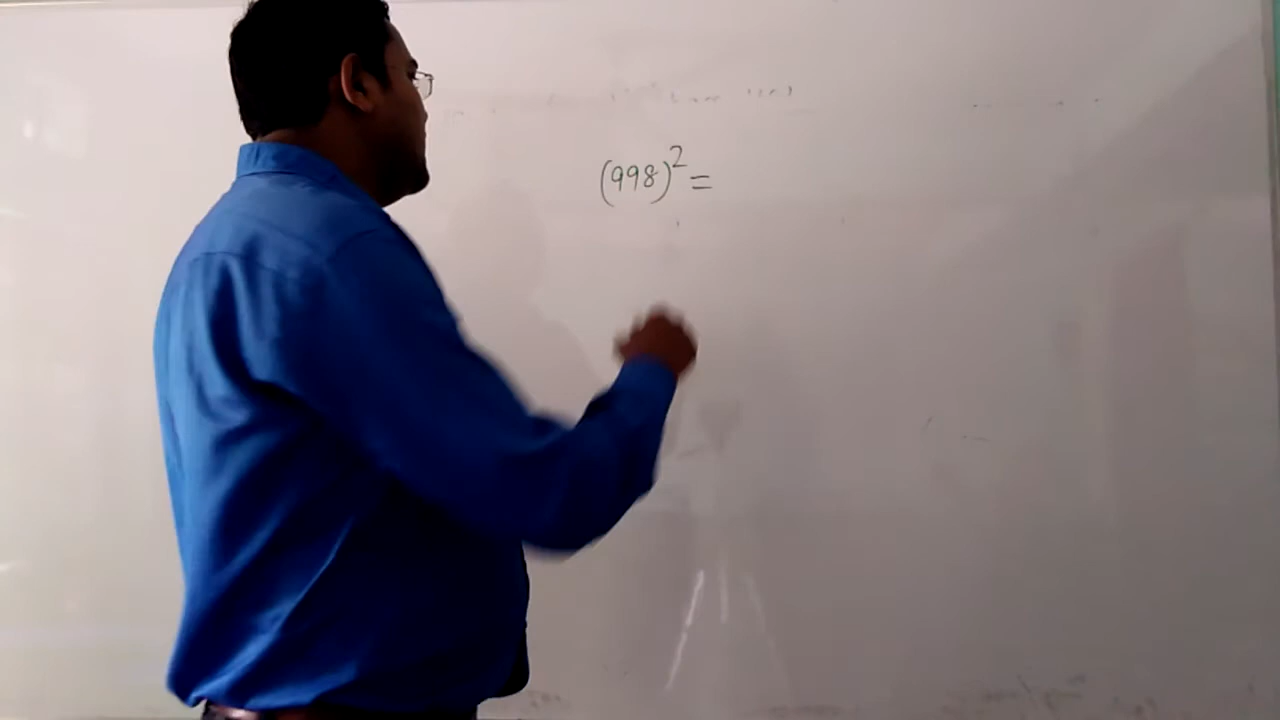 (998)² =